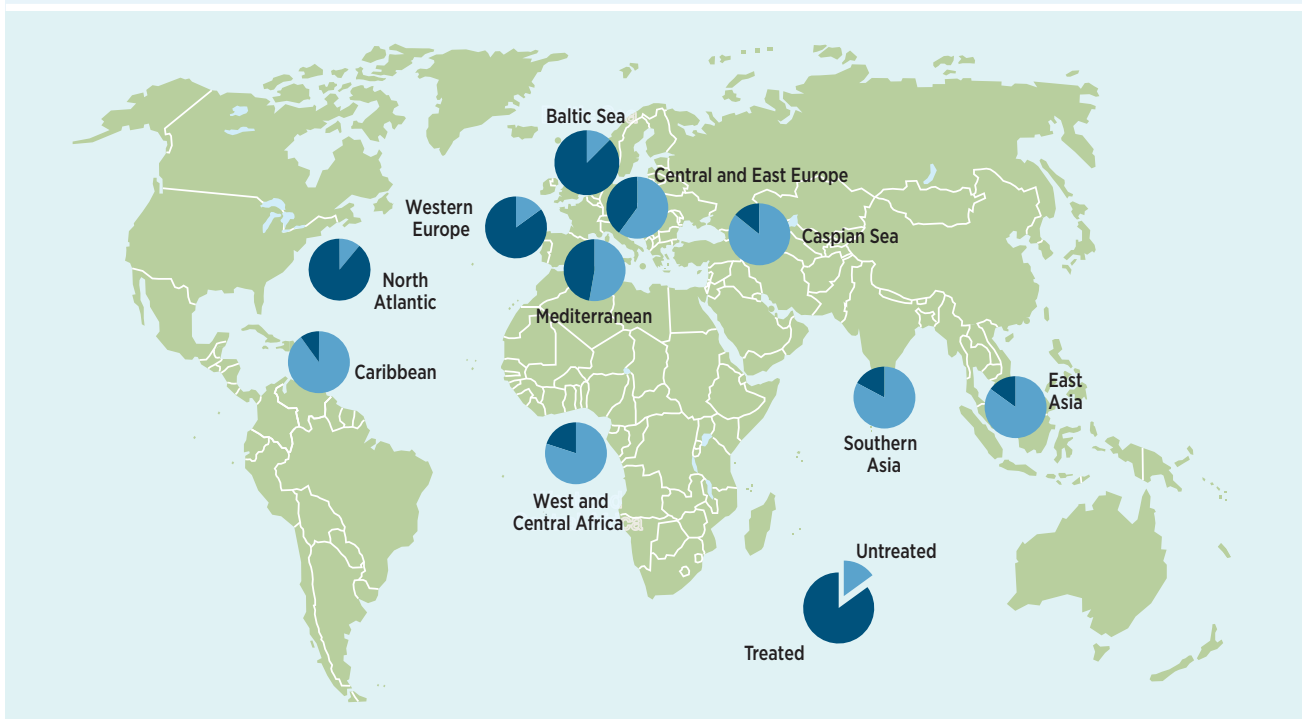 Baltic Sea
Central and East Europe
Western
Europe
Caspian Sea
North
Atlantic
Mediterranean
Caribbean
East
Asia
Southern
Asia
West and
Central Africa
Untreated
Treated